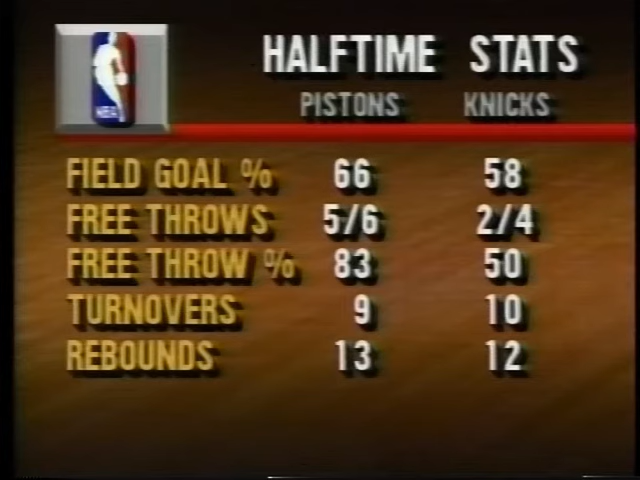 HALFTIME STATS
PISTONS KNICKS
NBA
FIELD GOAL % 66 58
FREE THROWS 5/6 2/4
FREE THROW % 83 50
TURNOVERS 9 10
REBOUNDS 13 12